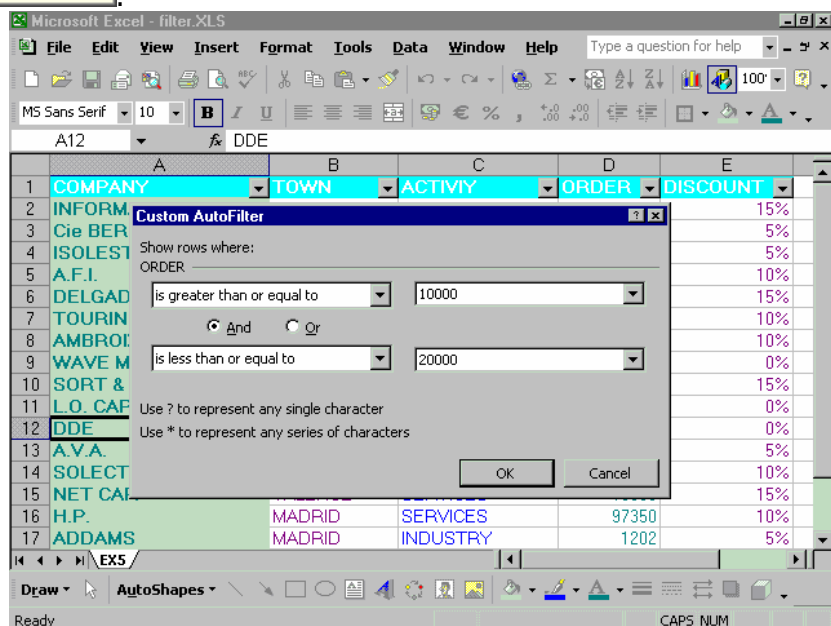 Microsoft Excel - filter.XLS
File Edit View Insert Format Tools Data Window Help Type a question for help
100%
MS Sans Serif 10 B I U
A12 fx DDE
A B C D E
1 COMPANY TOWN ACTIVIY ORDER DISCOUNT
2 INFORM 15%
3 Cie BER 5%
4 ISOLEST 5%
5 A.F.I. 10%
6 DELGAD 15%
7 TOURIN 10%
8 AMBROI 10%
9 WAVE M 0%
10 SORT & 15%
11 L.O. CAP 0%
12 DDE 0%
13 A.V.A. 5%
14 SOLECT 10%
15 NET CAP 15%
16 H.P. MADRID SERVICES 97350 10%
17 ADDAMS MADRID INDUSTRY 1202 5%
Custom AutoFilter
Show rows where:
ORDER
is greater than or equal to 10000
And Or
is less than or equal to 20000
Use ? to represent any single character
Use * to represent any series of characters
OK Cancel
EX5
Draw AutoShapes
Ready CAPS NUM